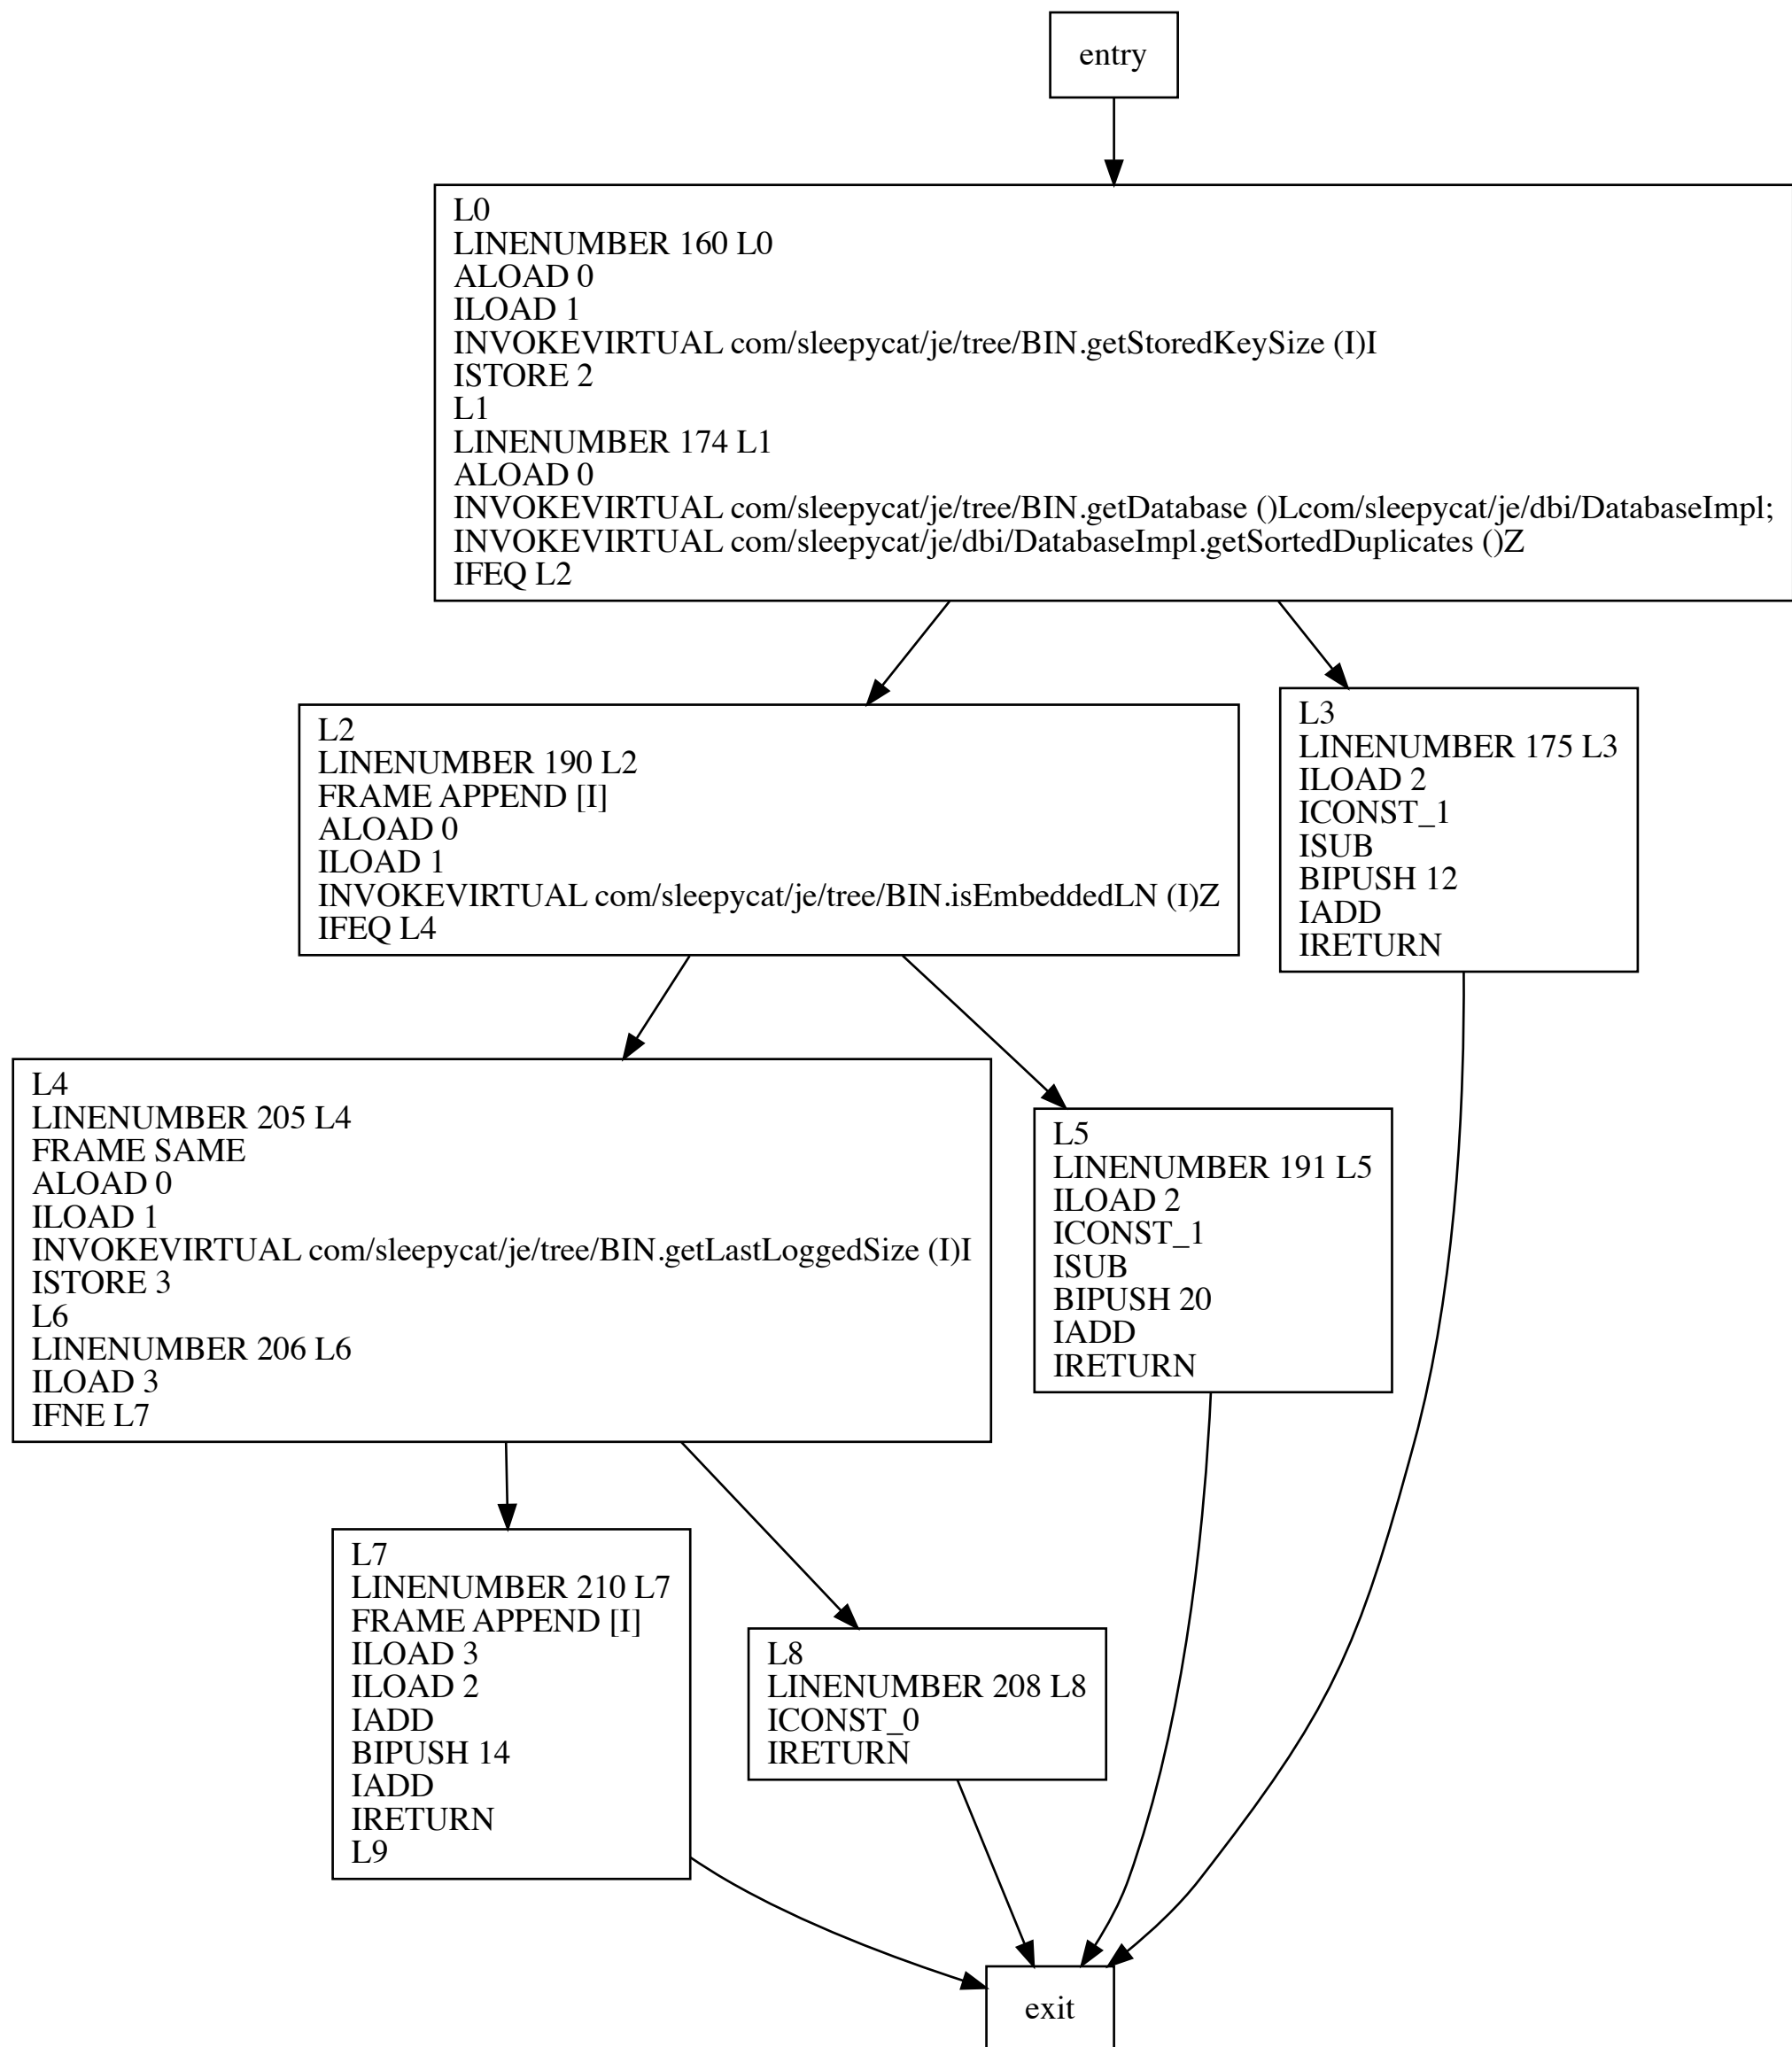 entry
L0
LINENUMBER 160 L0
ALOAD 0
ILOAD 1
INVOKEVIRTUAL com/sleepycat/je/tree/BIN.getStoredKeySize (I)I
ISTORE 2
L1
LINENUMBER 174 L1
ALOAD 0
INVOKEVIRTUAL com/sleepycat/je/tree/BIN.getDatabase ()Lcom/sleepycat/je/dbi/DatabaseImpl;
INVOKEVIRTUAL com/sleepycat/je/dbi/DatabaseImpl.getSortedDuplicates ()Z
IFEQ L2
L2
LINENUMBER 190 L2
FRAME APPEND [I]
ALOAD 0
ILOAD 1
INVOKEVIRTUAL com/sleepycat/je/tree/BIN.isEmbeddedLN (I)Z
IFEQ L4
L3
LINENUMBER 175 L3
ILOAD 2
ICONST_1
ISUB
BIPUSH 12
IADD
IRETURN
L4
LINENUMBER 205 L4
FRAME SAME
ALOAD 0
ILOAD 1
INVOKEVIRTUAL com/sleepycat/je/tree/BIN.getLastLoggedSize (I)I
ISTORE 3
L6
LINENUMBER 206 L6
ILOAD 3
IFNE L7
L5
LINENUMBER 191 L5
ILOAD 2
ICONST_1
ISUB
BIPUSH 20
IADD
IRETURN
L7
LINENUMBER 210 L7
FRAME APPEND [I]
ILOAD 3
ILOAD 2
IADD
BIPUSH 14
IADD
IRETURN
L9
L8
LINENUMBER 208 L8
ICONST_0
IRETURN
exit